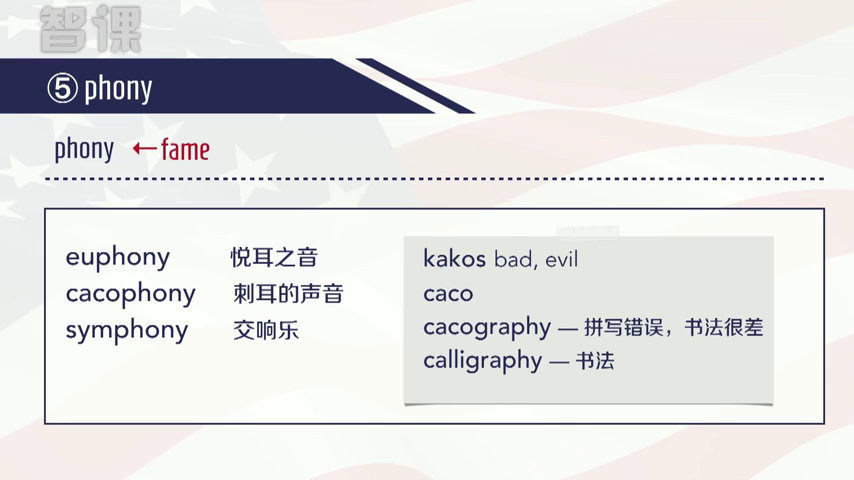 智课
⑤ phony
phony ←fame
euphony 悦耳之音
cacophony 刺耳的声音
symphony 交响乐
kakos bad, evil
caco
cacography — 拼写错误，书法很差
calligraphy — 书法